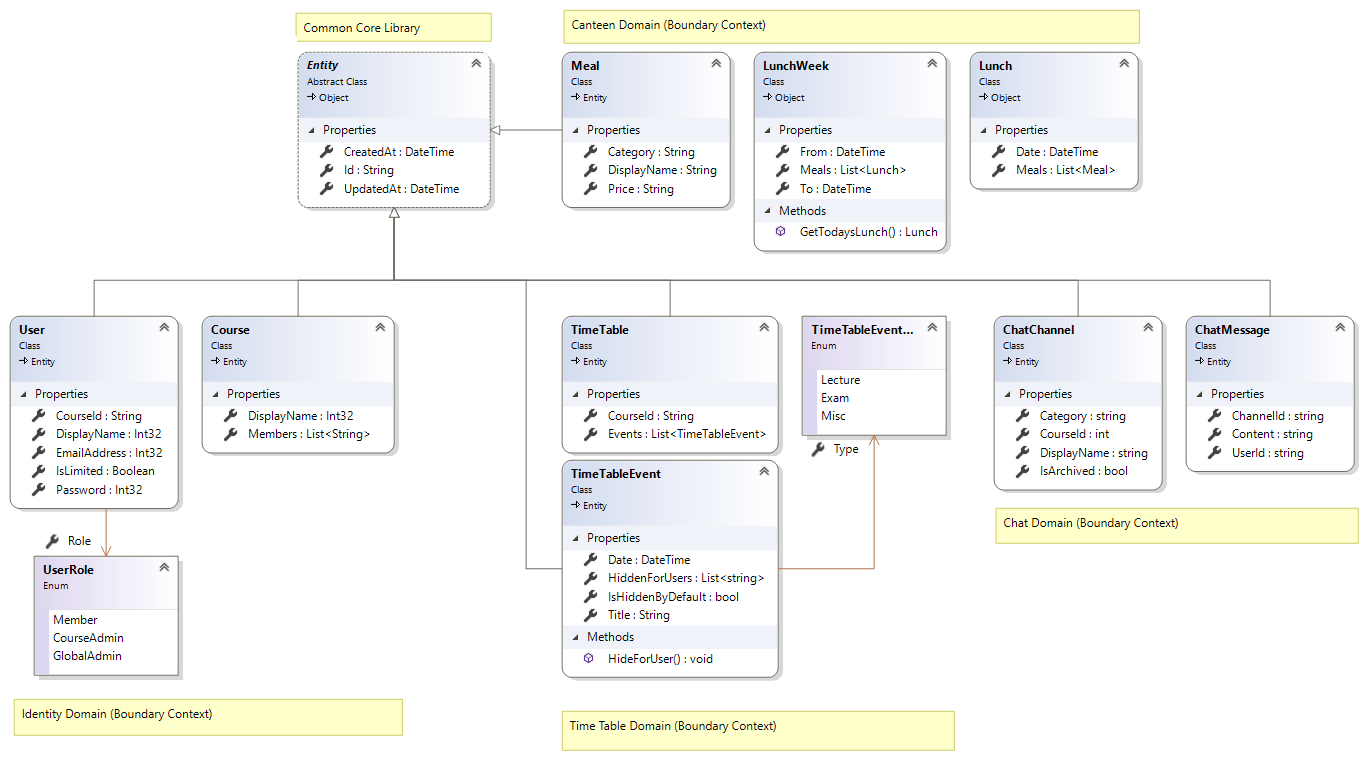 Common Core Library
Canteen Domain (Boundary Context)
Entity
Abstract Class
Object
Properties
CreatedAt : DateTime
Id : String
UpdatedAt : DateTime
Meal
Class
Entity
Properties
Category : String
DisplayName : String
Price : String
LunchWeek
Class
Object
Properties
From : DateTime
Meals : List<Lunch>
To : DateTime
Methods
GetTodaysLunch() : Lunch
Lunch
Class
Object
Properties
Date : DateTime
Meals : List<Meal>
User
Class
Entity
Properties
CourseId : String
DisplayName : Int32
EmailAddress : Int32
IsLimited : Boolean
Password : Int32
Role
UserRole
Enum
Member
CourseAdmin
GlobalAdmin
Identity Domain (Boundary Context)
Course
Class
Entity
Properties
DisplayName : Int32
Members : List<String>
TimeTable
Class
Entity
Properties
CourseId : String
Events : List<TimeTableEvent>
TimeTableEvent...
Enum
Lecture
Exam
Misc
Type
TimeTableEvent
Class
Entity
Properties
Date : DateTime
HiddenForUsers : List<string>
IsHiddenByDefault : bool
Title : String
Methods
HideForUser() : void
Time Table Domain (Boundary Context)
ChatChannel
Class
Entity
Properties
Category : string
CourseId : int
DisplayName : string
IsArchived : bool
ChatMessage
Class
Entity
Properties
ChannelId : string
Content : string
UserId : string
Chat Domain (Boundary Context)